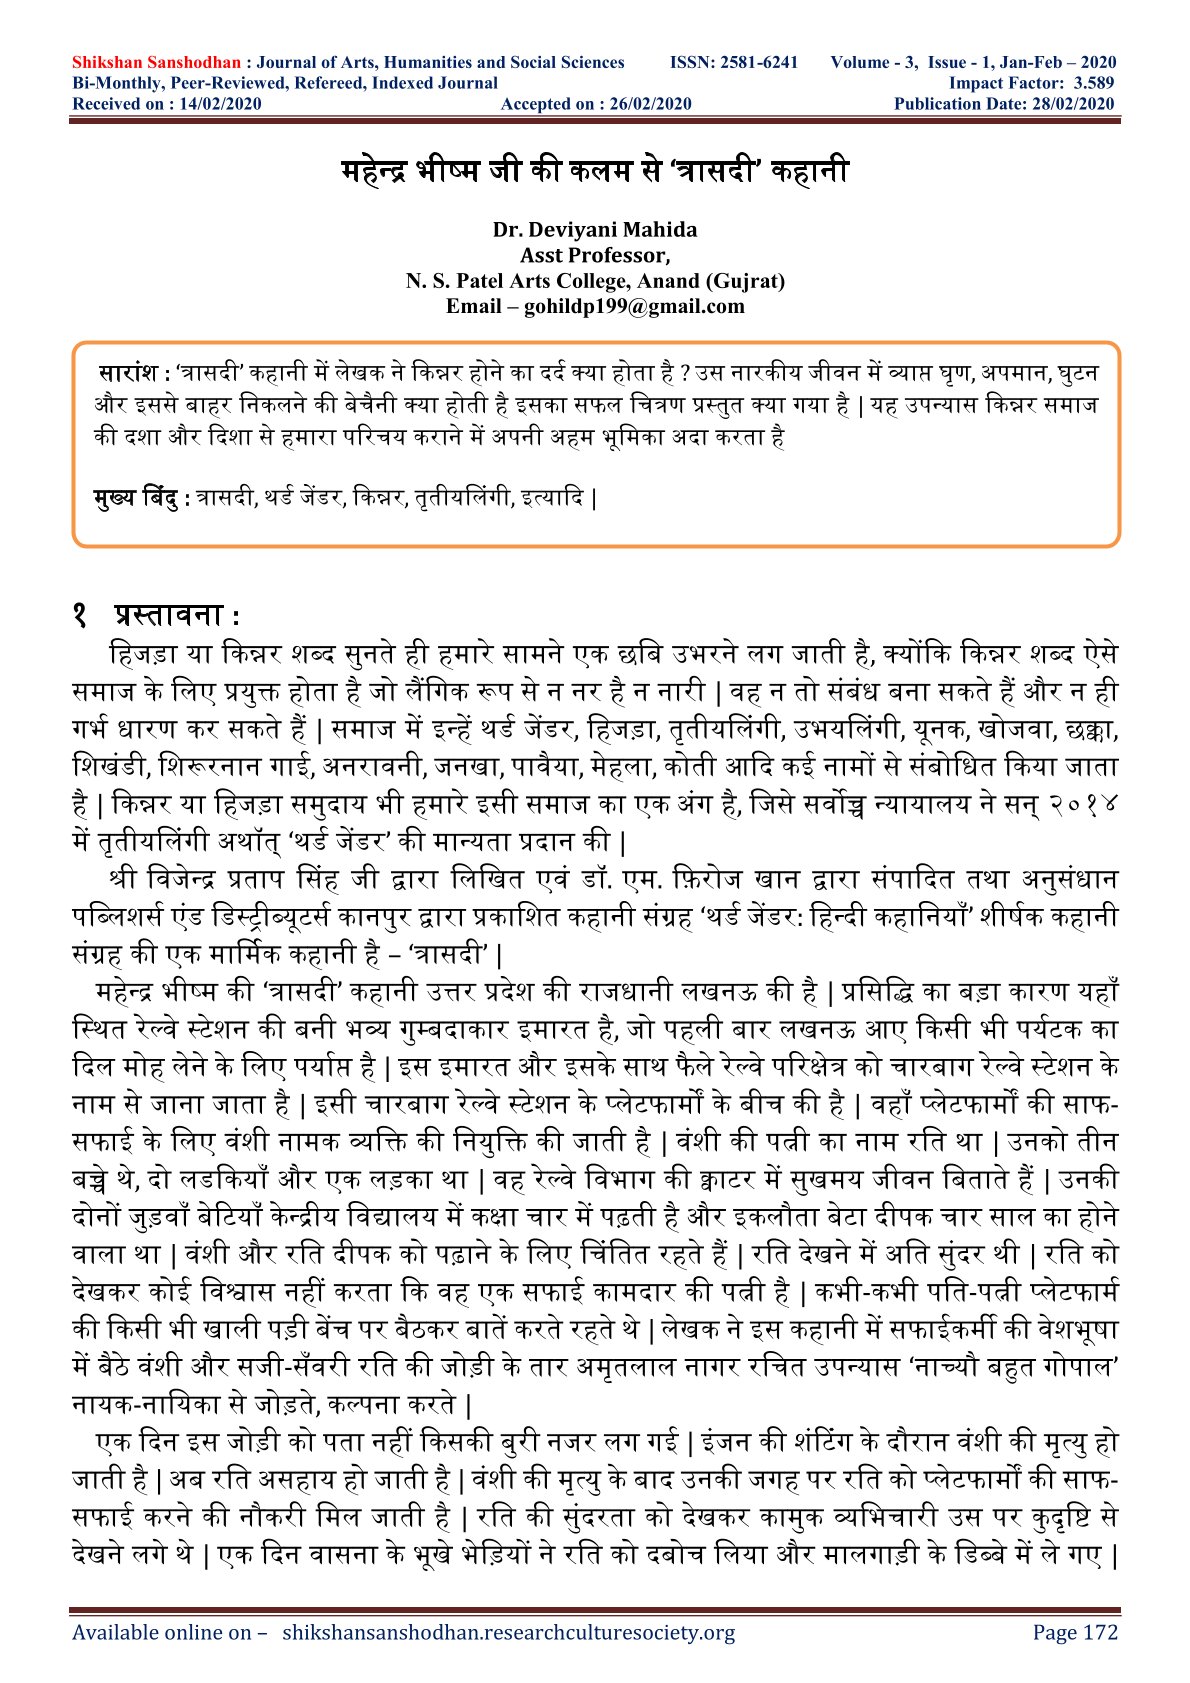 Shikshan Sanshodhan : Journal of Arts, Humanities and Social Sciences ISSN: 2581-6241 Volume - 3, Issue - 1, Jan-Feb – 2020
Bi-Monthly, Peer-Reviewed, Refereed, Indexed Journal Impact Factor: 3.589
Received on : 14/02/2020 Accepted on : 26/02/2020 Publication Date: 28/02/2020
महेन्द्र भीष्म जी की कलम से ‘त्रासदी’ कहानी
Dr. Deviyani Mahida
Asst Professor,
N. S. Patel Arts College, Anand (Gujrat)
Email – gohildp199@gmail.com
सारांश : ‘त्रासदी’ कहानी में लेखक ने किन्नर होने का दर्द क्या होता है ? उस नारकीय जीवन में व्याप्त घृण, अपमान, घुटन
और इससे बाहर निकलने की बेचैनी क्या होती है इसका सफल चित्रण प्रस्तुत क्या गया है | यह उपन्यास किन्नर समाज
की दशा और दिशा से हमारा परिचय कराने में अपनी अहम भूमिका अदा करता है
मुख्य बिंदु : त्रासदी, थर्ड जेंडर, किन्नर, तृतीयलिंगी, इत्यादि |
१ प्रस्तावना :
हिजड़ा या किन्नर शब्द सुनते ही हमारे सामने एक छबि उभरने लग जाती है, क्योंकि किन्नर शब्द ऐसे
समाज के लिए प्रयुक्त होता है जो लैंगिक रूप से न नर है न नारी | वह न तो संबंध बना सकते हैं और न ही
गर्भ धारण कर सकते हैं | समाज में इन्हें थर्ड जेंडर, हिजड़ा, तृतीयलिंगी, उभयलिंगी, यूनक, खोजवा, छक्का,
शिखंडी, शिरूरनान गाई, अनरावनी, जनखा, पावैया, मेहला, कोती आदि कई नामों से संबोधित किया जाता
है | किन्नर या हिजड़ा समुदाय भी हमारे इसी समाज का एक अंग है, जिसे सर्वोच्च न्यायालय ने सन् २०१४
में तृतीयलिंगी अथॉत् ‘थर्ड जेंडर’ की मान्यता प्रदान की |
श्री विजेन्द्र प्रताप सिंह जी द्वारा लिखित एवं डॉ. एम. फ़िरोज खान द्वारा संपादित तथा अनुसंधान
पब्लिशर्स एंड डिस्ट्रीब्यूटर्स कानपुर द्वारा प्रकाशित कहानी संग्रह ‘थर्ड जेंडर: हिन्दी कहानियाँ’ शीर्षक कहानी
संग्रह की एक मार्मिक कहानी है – ‘त्रासदी’ |
महेन्द्र भीष्म की ‘त्रासदी’ कहानी उत्तर प्रदेश की राजधानी लखनऊ की है | प्रसिद्धि का बड़ा कारण यहाँ
स्थित रेल्वे स्टेशन की बनी भव्य गुम्बदाकार इमारत है, जो पहली बार लखनऊ आए किसी भी पर्यटक का
दिल मोह लेने के लिए पर्याप्त है | इस इमारत और इसके साथ फैले रेल्वे परिक्षेत्र को चारबाग रेल्वे स्टेशन के
नाम से जाना जाता है | इसी चारबाग रेल्वे स्टेशन के प्लेटफार्मों के बीच की है | वहाँ प्लेटफार्मों की साफ-
सफाई के लिए वंशी नामक व्यक्ति की नियुक्ति की जाती है | वंशी की पत्नी का नाम रति था | उनको तीन
बच्चे थे, दो लडकियाँ और एक लड़का था | वह रेल्वे विभाग की क्वाटर में सुखमय जीवन बिताते हैं | उनकी
दोनों जुड़वाँ बेटियाँ केन्द्रीय विद्यालय में कक्षा चार में पढ़ती है और इकलौता बेटा दीपक चार साल का होने
वाला था | वंशी और रति दीपक को पढ़ाने के लिए चिंतित रहते हैं | रति देखने में अति सुंदर थी | रति को
देखकर कोई विश्वास नहीं करता कि वह एक सफाई कामदार की पत्नी है | कभी-कभी पति-पत्नी प्लेटफार्म
की किसी भी खाली पड़ी बेंच पर बैठकर बातें करते रहते थे | लेखक ने इस कहानी में सफाईकर्मी की वेशभूषा
में बैठे वंशी और सजी-सँवरी रति की जोड़ी के तार अमृतलाल नागर रचित उपन्यास ‘नाच्यौ बहुत गोपाल’
नायक-नायिका से जोड़ते, कल्पना करते |
एक दिन इस जोड़ी को पता नहीं किसकी बुरी नजर लग गई | इंजन की शंटिंग के दौरान वंशी की मृत्यु हो
जाती है | अब रति असहाय हो जाती है | वंशी की मृत्यु के बाद उनकी जगह पर रति को प्लेटफार्मों की साफ-
सफाई करने की नौकरी मिल जाती है | रति की सुंदरता को देखकर कामुक व्यभिचारी उस पर कुदृष्टि से
देखने लगे थे | एक दिन वासना के भूखे भेड़ियों ने रति को दबोच लिया और मालगाड़ी के डिब्बे में ले गए |
Available online on – shikshansanshodhan.researchculturesociety.org Page 172